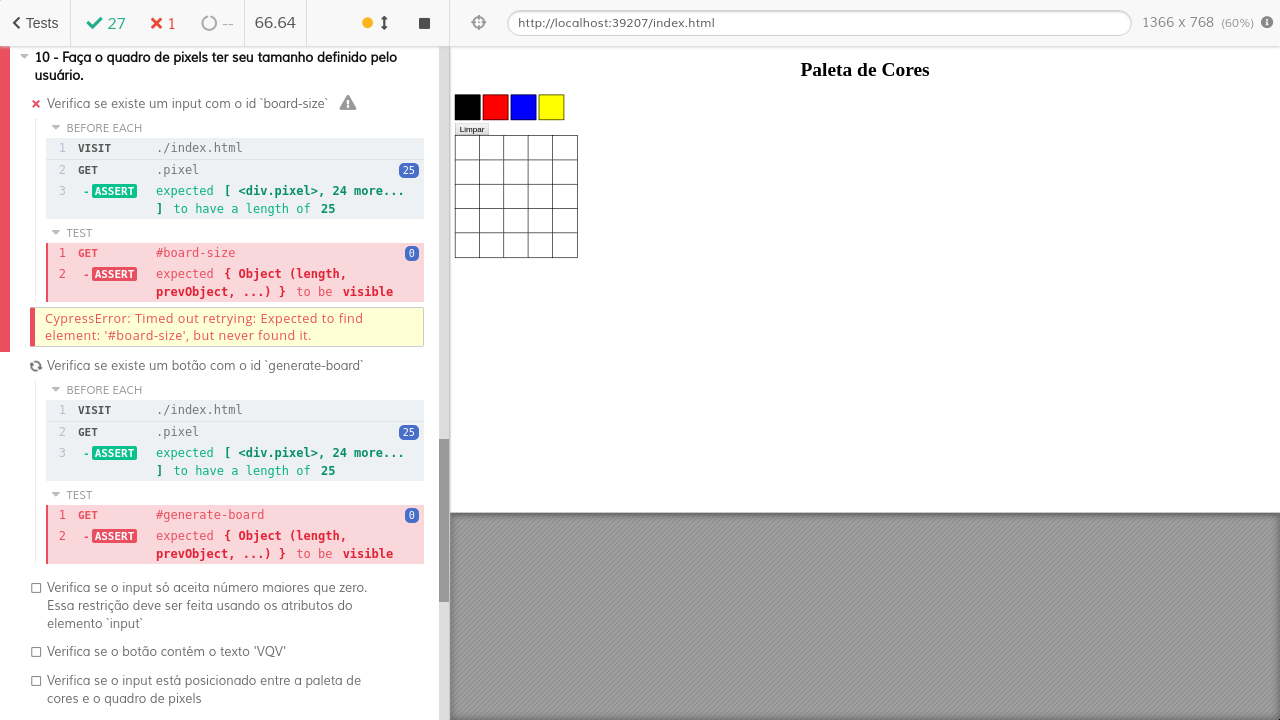 Tests 27 1 -- 66.64
http://localhost:39207/index.html 1366 x 768 (60%)
10 - Faça o quadro de pixels ter seu tamanho definido pelo
usuário.
Verifica se existe um input com o id `board-size`
BEFORE EACH
1 VISIT ./index.html
2 GET .pixel 25
3 - ASSERT expected [ <div.pixel>, 24 more...
] to have a length of 25
TEST
1 GET #board-size 0
2 - ASSERT expected { Object (length,
prevObject, ...) } to be visible
CypressError: Timed out retrying: Expected to find
element: '#board-size', but never found it.
Verifica se existe um botão com o id `generate-board`
BEFORE EACH
1 VISIT ./index.html
2 GET .pixel 25
3 - ASSERT expected [ <div.pixel>, 24 more...
] to have a length of 25
TEST
1 GET #generate-board 0
2 - ASSERT expected { Object (length,
prevObject, ...) } to be visible
Verifica se o input só aceita número maiores que zero.
Essa restrição deve ser feita usando os atributos do
elemento `input`
Verifica se o botão contém o texto 'VQV'
Verifica se o input está posicionado entre a paleta de
cores e o quadro de pixels
Paleta de Cores
Limpar